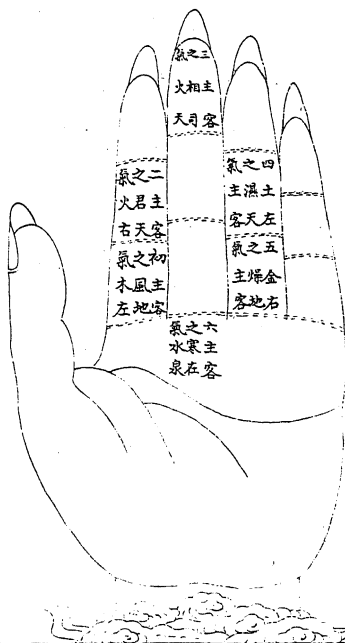 三之氣
主相火
客司天
二之氣
主君火
客天右
初之氣
主風木
客地左
四之氣
主濕土
客天左
五之氣
主燥金
客地右
六之氣
主寒水
客在泉